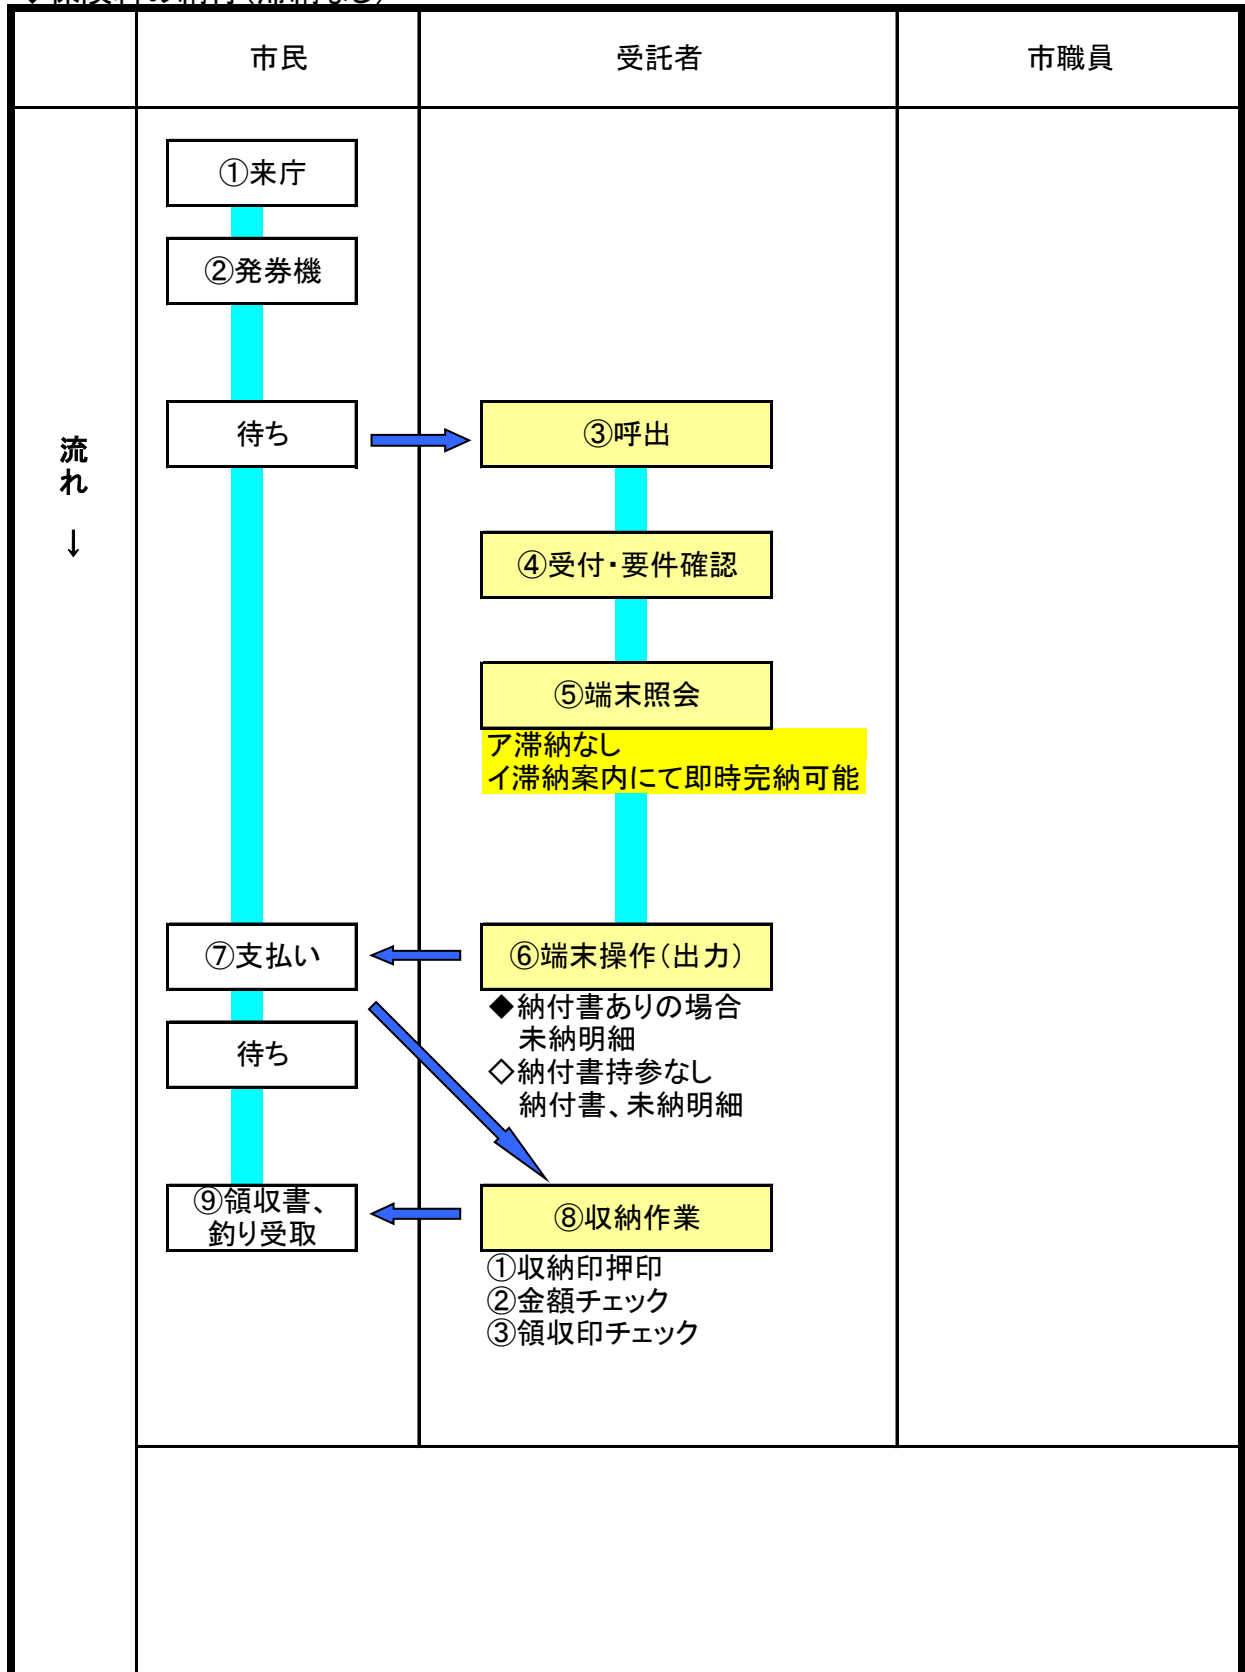 市民
受託者
市職員
流れ
↓
①来庁
②発券機
待ち
③呼出
④受付・要件確認
⑤端末照会
ア滞納なし
イ滞納案内にて即時完納可能
⑦支払い
⑥端末操作（出力）
◆納付書ありの場合
未納明細
◇納付書持参なし
納付書、未納明細
待ち
⑨領収書、
釣り受取
⑧収納作業
①収納印押印
②金額チェック
③領収印チェック